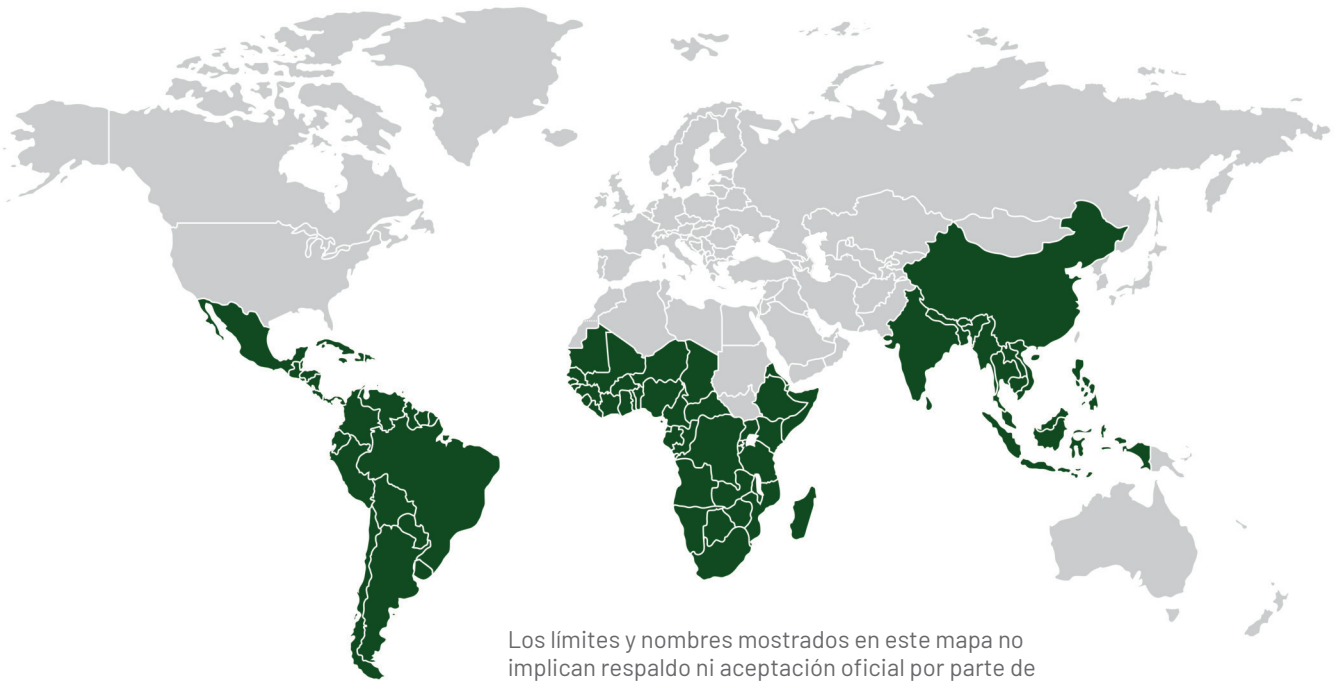 Los límites y nombres mostrados en este mapa no
implican respaldo ni aceptación oficial por parte de